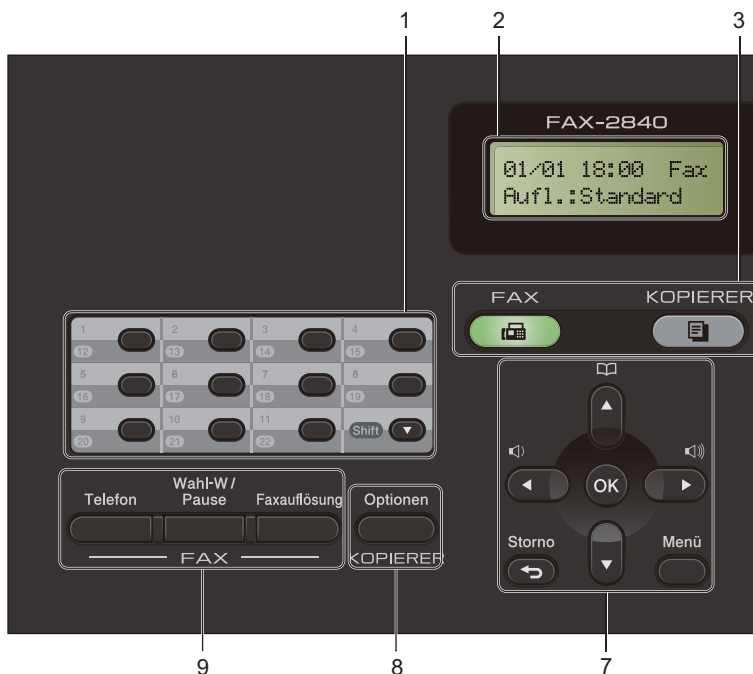 1 2 3
FAX-2840
01/01 18:00 Fax
Aufl.:Standard
FAX KOPIERER
1 2 3 4
12 13 14 15
5 6 7 8
16 17 18 19
9 10 11
20 21 22 Shift
Telefon Wahl-W / Pause Faxauflösung
FAX
Optionen
KOPIERER
OK
Storno Menü
9 8 7